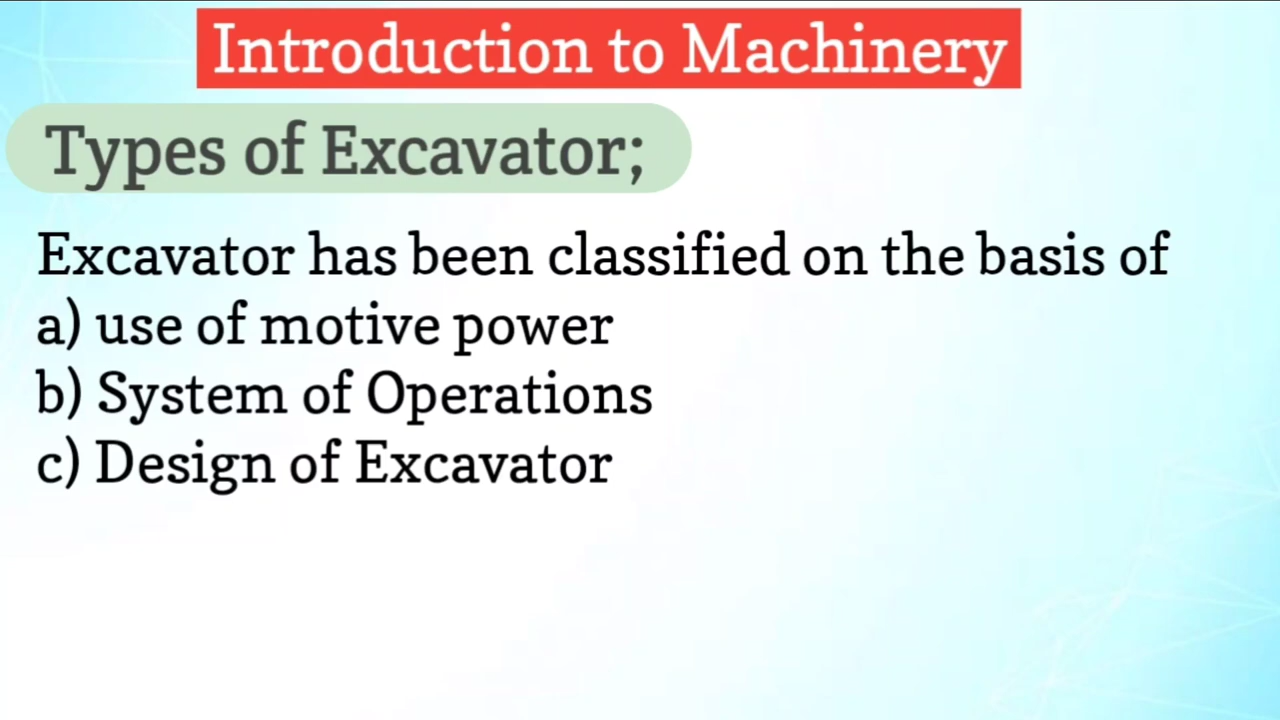 Introduction to Machinery
Types of Excavator;
Excavator has been classified on the basis of
a) use of motive power
b) System of Operations
c) Design of Excavator